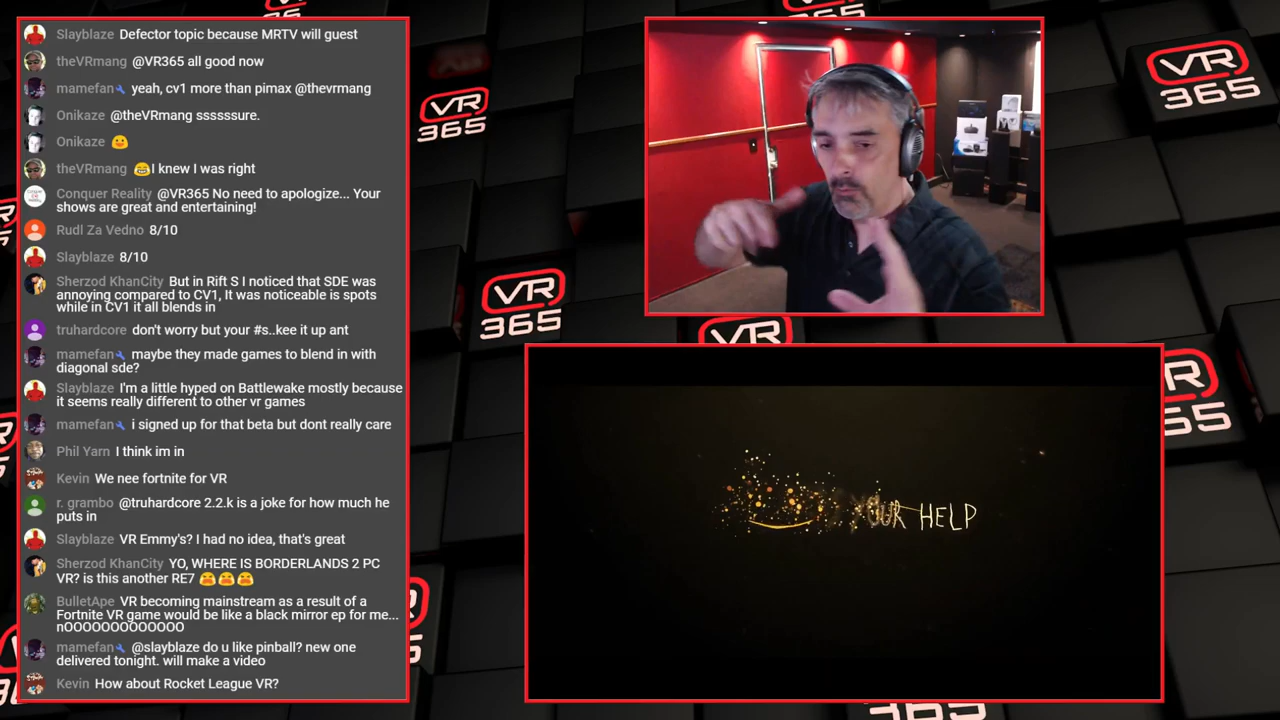 Slayblaze Defector topic because MRTV will guest
theVRmang @VR365 all good now
mamefan yeah, cv1 more than pimax @thevrmang
Onikaze @theVRmang ssssssure.
Onikaze 😮
theVRmang 😂I knew I was right
Conquer Reality @VR365 No need to apologize... Your
shows are great and entertaining!
Rudl Za Vedno 8/10
Slayblaze 8/10
Sherzod KhanCity But in Rift S I noticed that SDE was
annoying compared to CV1, It was noticeable is spots
while in CV1 it all blends in
truhardcore don't worry but your #s..kee it up ant
mamefan maybe they made games to blend in with
diagonal sde?
Slayblaze I'm a little hyped on Battlewake mostly because
it seems really different to other vr games
mamefan i signed up for that beta but dont really care
Phil Yarn I think im in
Kevin We nee fortnite for VR
r. grambo @truhardcore 2.2.k is a joke for how much he
puts in
Slayblaze VR Emmy's? I had no idea, that's great
Sherzod KhanCity YO, WHERE IS BORDERLANDS 2 PC
VR? is this another RE7 😫😫😫
BulletApe VR becoming mainstream as a result of a
Fortnite VR game would be like a black mirror ep for me...
nOOOOOOOOOOOOO
mamefan @slayblaze do u like pinball? new one
delivered tonight. will make a video
Kevin How about Rocket League VR?
VR
365
VR
365
VR
365
YOUR HELP